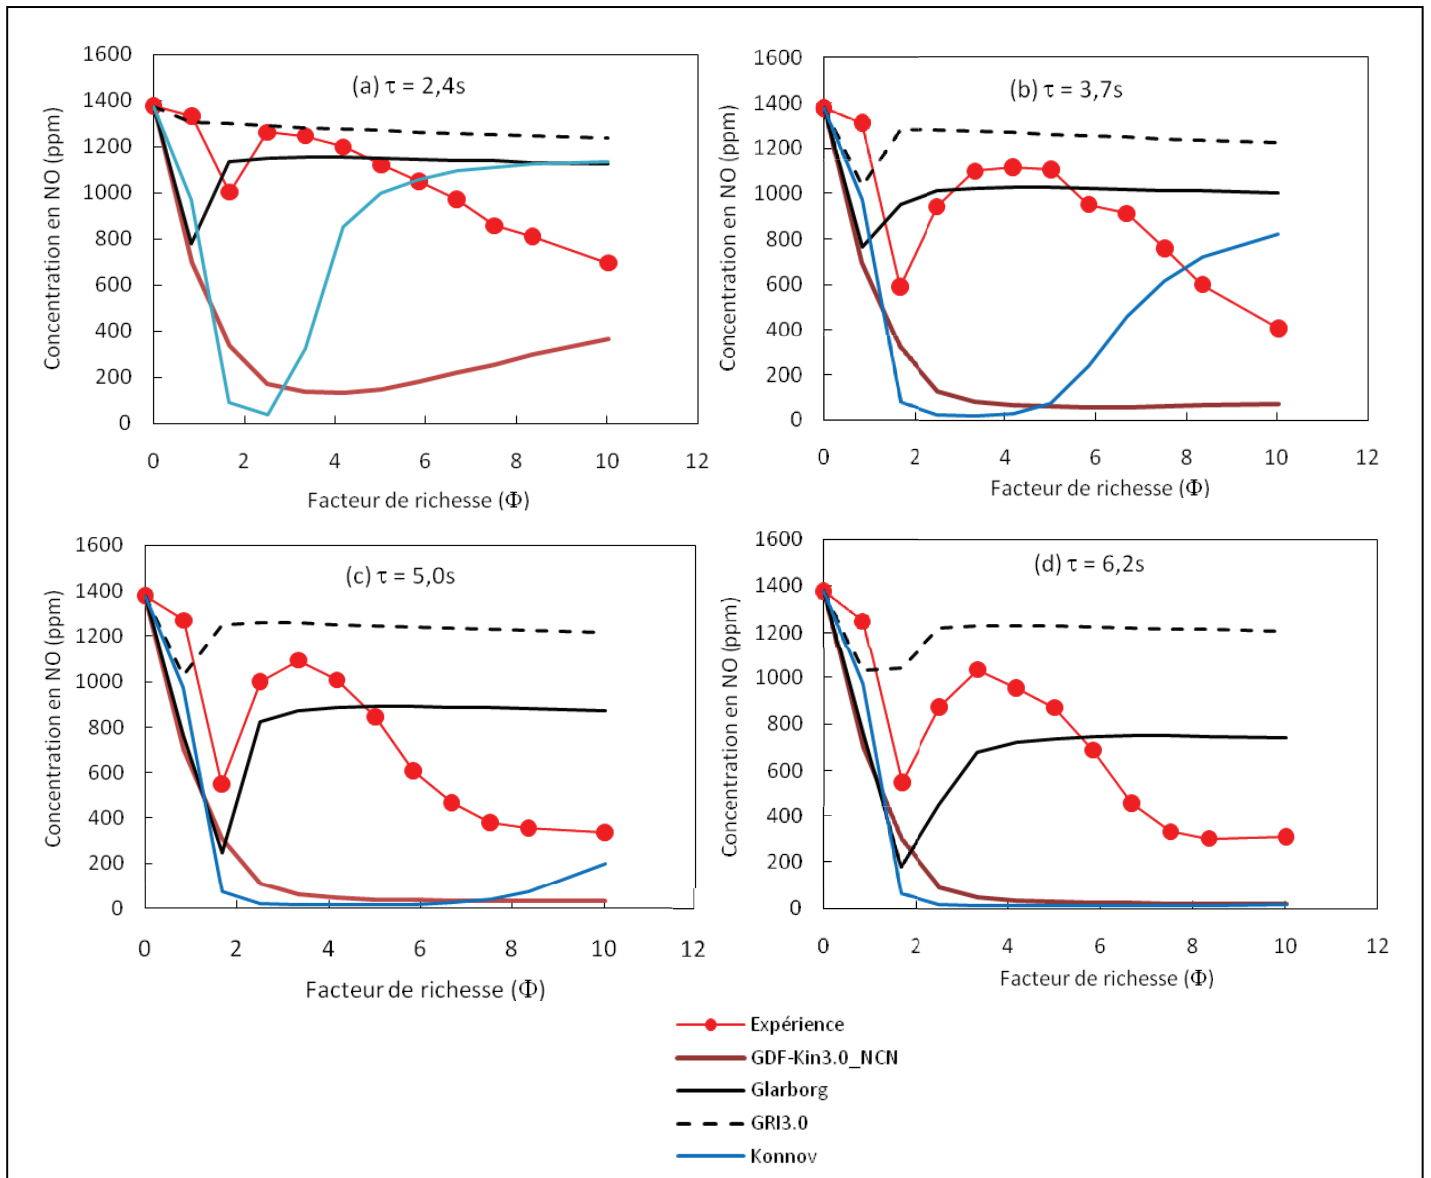 (a) τ = 2,4s
Concentration en NO (ppm)
1600
1400
1200
1000
800
600
400
200
0
0 2 4 6 8 10 12
Facteur de richesse (Φ)
(b) τ = 3,7s
Concentration en NO (ppm)
1600
1400
1200
1000
800
600
400
200
0
0 2 4 6 8 10 12
Facteur de richesse (Φ)
(c) τ = 5,0s
Concentration en NO (ppm)
1600
1400
1200
1000
800
600
400
200
0
0 2 4 6 8 10 12
Facteur de richesse (Φ)
(d) τ = 6,2s
Concentration en NO (ppm)
1600
1400
1200
1000
800
600
400
200
0
0 2 4 6 8 10 12
Facteur de richesse (Φ)
Expérience
GDF-Kin3.0_NCN
Glarborg
GRI3.0
Konnov